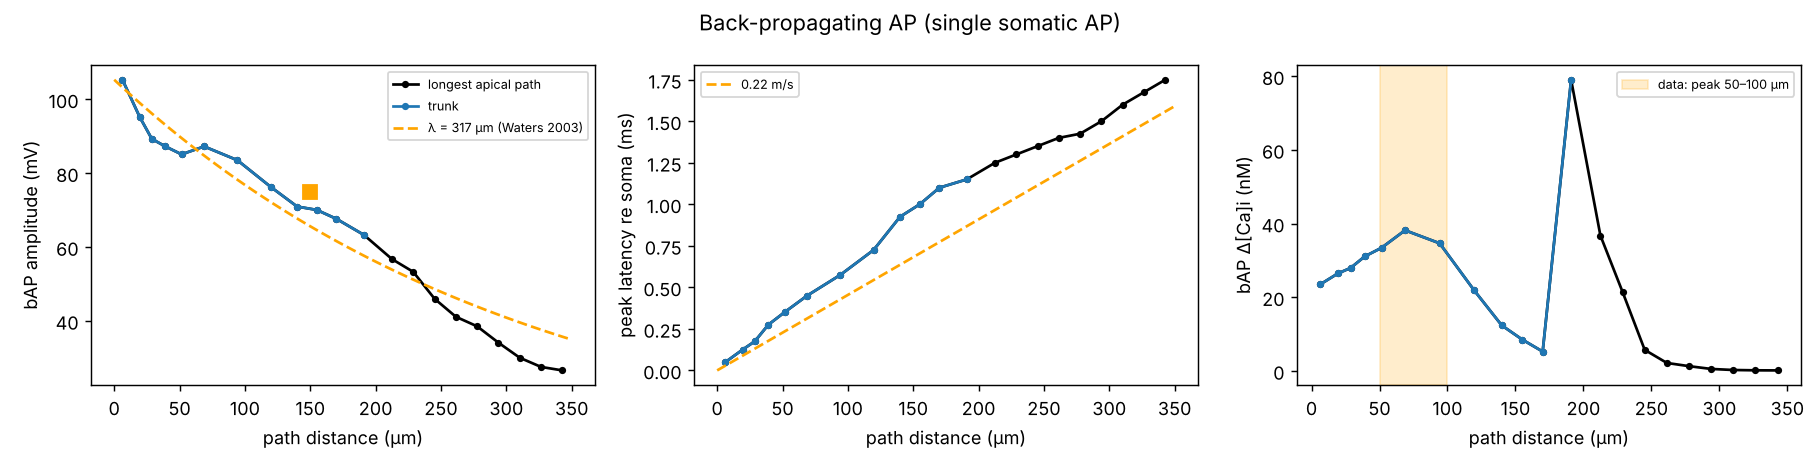 Back-propagating AP (single somatic AP)
bAP amplitude (mV)
100
80
60
40
longest apical path
trunk
λ = 317 µm (Waters 2003)
0 50 100 150 200 250 300 350
path distance (µm)
peak latency re soma (ms)
1.75
1.50
1.25
1.00
0.75
0.50
0.25
0.00
0.22 m/s
0 50 100 150 200 250 300 350
path distance (µm)
bAP Δ[Ca]i (nM)
80
60
40
20
0
data: peak 50–100 µm
0 50 100 150 200 250 300 350
path distance (µm)